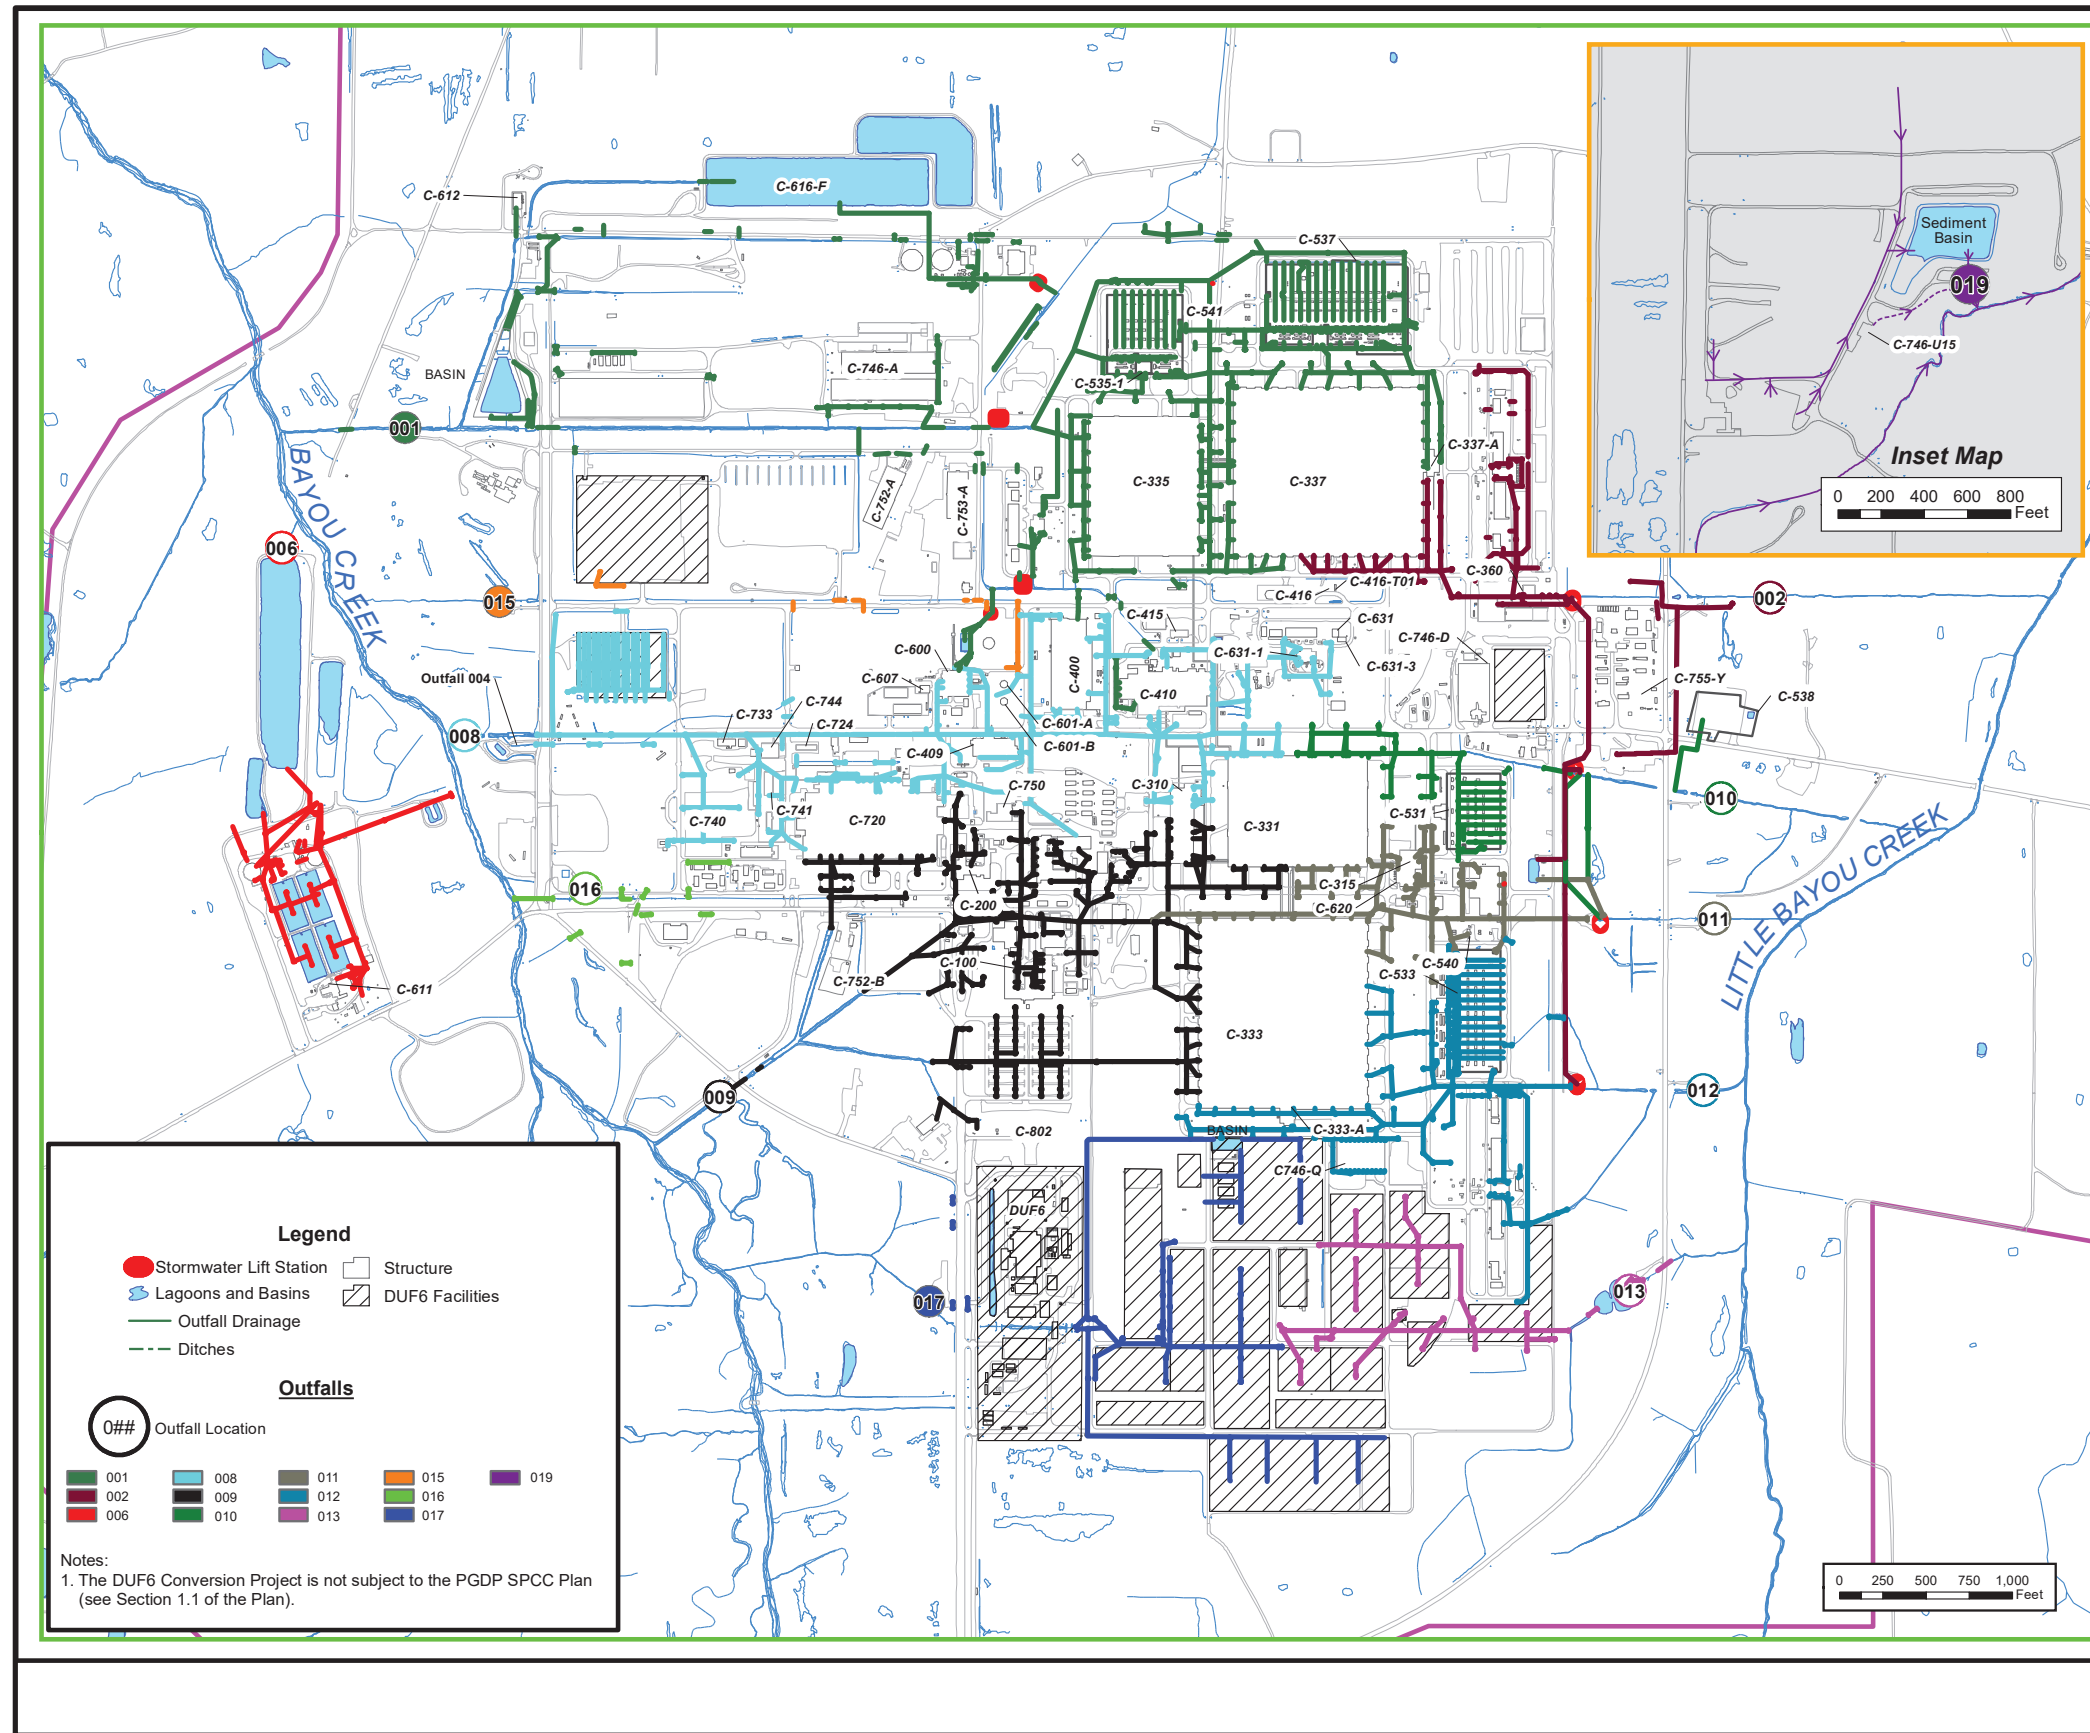 C-612
C-616-F
C-537
C-541
C-746-A
C-535-1
BASIN
001
C-337-A
C-335
C-337
C-752-A
C-753-A
BAYOU CREEK
006
015
C-360
C-416-T01
C-416
002
C-415
C-631
C-746-D
C-600
C-631-1
C-631-3
C-400
C-607
Outfall 004
C-410
C-755-Y
C-538
C-744
C-733
C-724
C-601-A
008
C-409
C-601-B
C-750
C-310
010
C-741
C-740
C-720
C-531
C-331
LITTLE BAYOU CREEK
016
C-315
C-200
C-620
011
C-100
C-540
C-533
C-752-B
C-611
C-333
009
012
C-802
BASIN
C-333-A
C746-Q
DUF6
017
013
Sediment
Basin
019
C-746-U15
Inset Map
0 200 400 600 800
Feet
Legend
Stormwater Lift Station
Structure
Lagoons and Basins
DUF6 Facilities
Outfall Drainage
Ditches
Outfalls
0## Outfall Location
001 008 011 015 019
002 009 012 016
006 010 013 017
Notes:
1. The DUF6 Conversion Project is not subject to the PGDP SPCC Plan
(see Section 1.1 of the Plan).
0 250 500 750 1,000
Feet